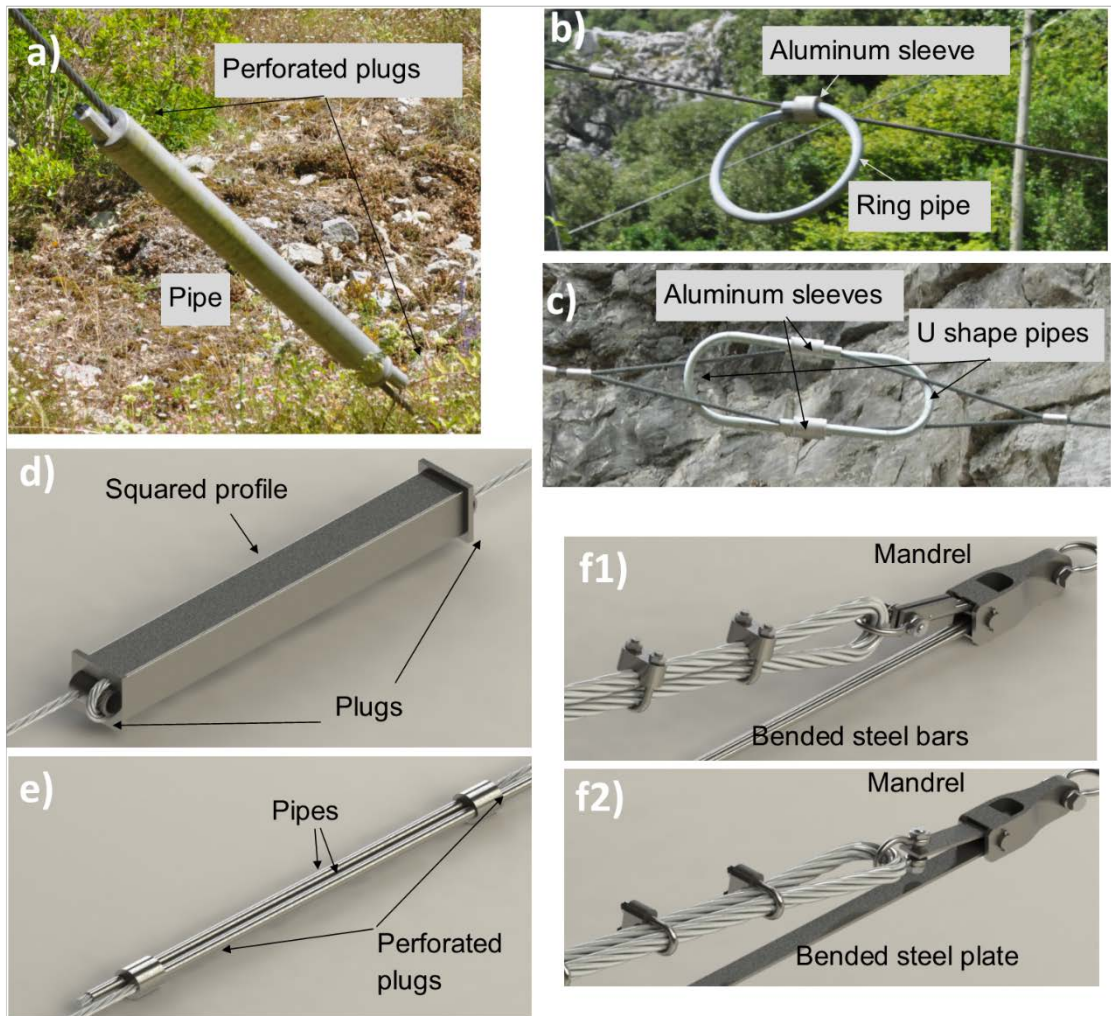 a)
Perforated plugs
Pipe
b)
Aluminum sleeve
Ring pipe
c)
Aluminum sleeves
U shape pipes
d)
Squared profile
Plugs
e)
Pipes
Perforated
plugs
f1)
Mandrel
Bended steel bars
f2)
Mandrel
Bended steel plate